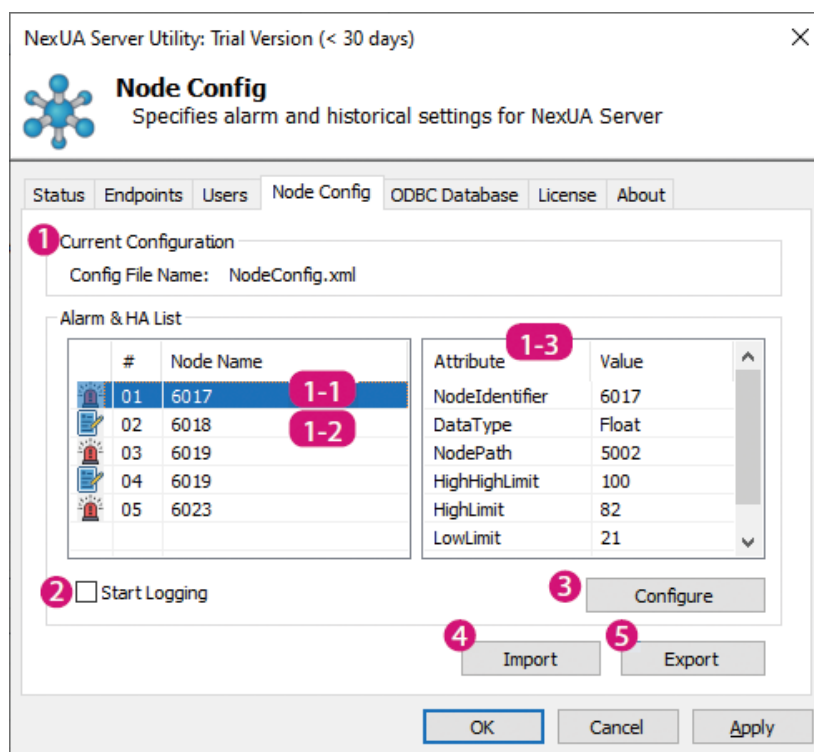 NexUA Server Utility: Trial Version (< 30 days)
Node Config
Specifies alarm and historical settings for NexUA Server
Status Endpoints Users Node Config ODBC Database License About
1 Current Configuration
Config File Name: NodeConfig.xml
Alarm & HA List
# Node Name
01 6017 1-1
02 6018 1-2
03 6019
04 6019
05 6023
1-3
Attribute Value
NodeIdentifier 6017
DataType Float
NodePath 5002
HighHighLimit 100
HighLimit 82
LowLimit 21
2 Start Logging
3 Configure
4 Import
5 Export
OK Cancel Apply